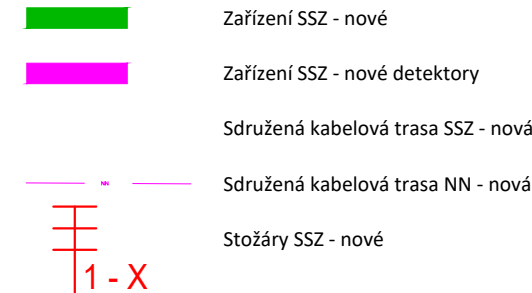 Zařízení SSZ - nové
Zařízení SSZ - nové detektory
Sdružená kabelová trasa SSZ - nová
NN
Sdružená kabelová trasa NN - nová
Stožáry SSZ - nové
1 - X